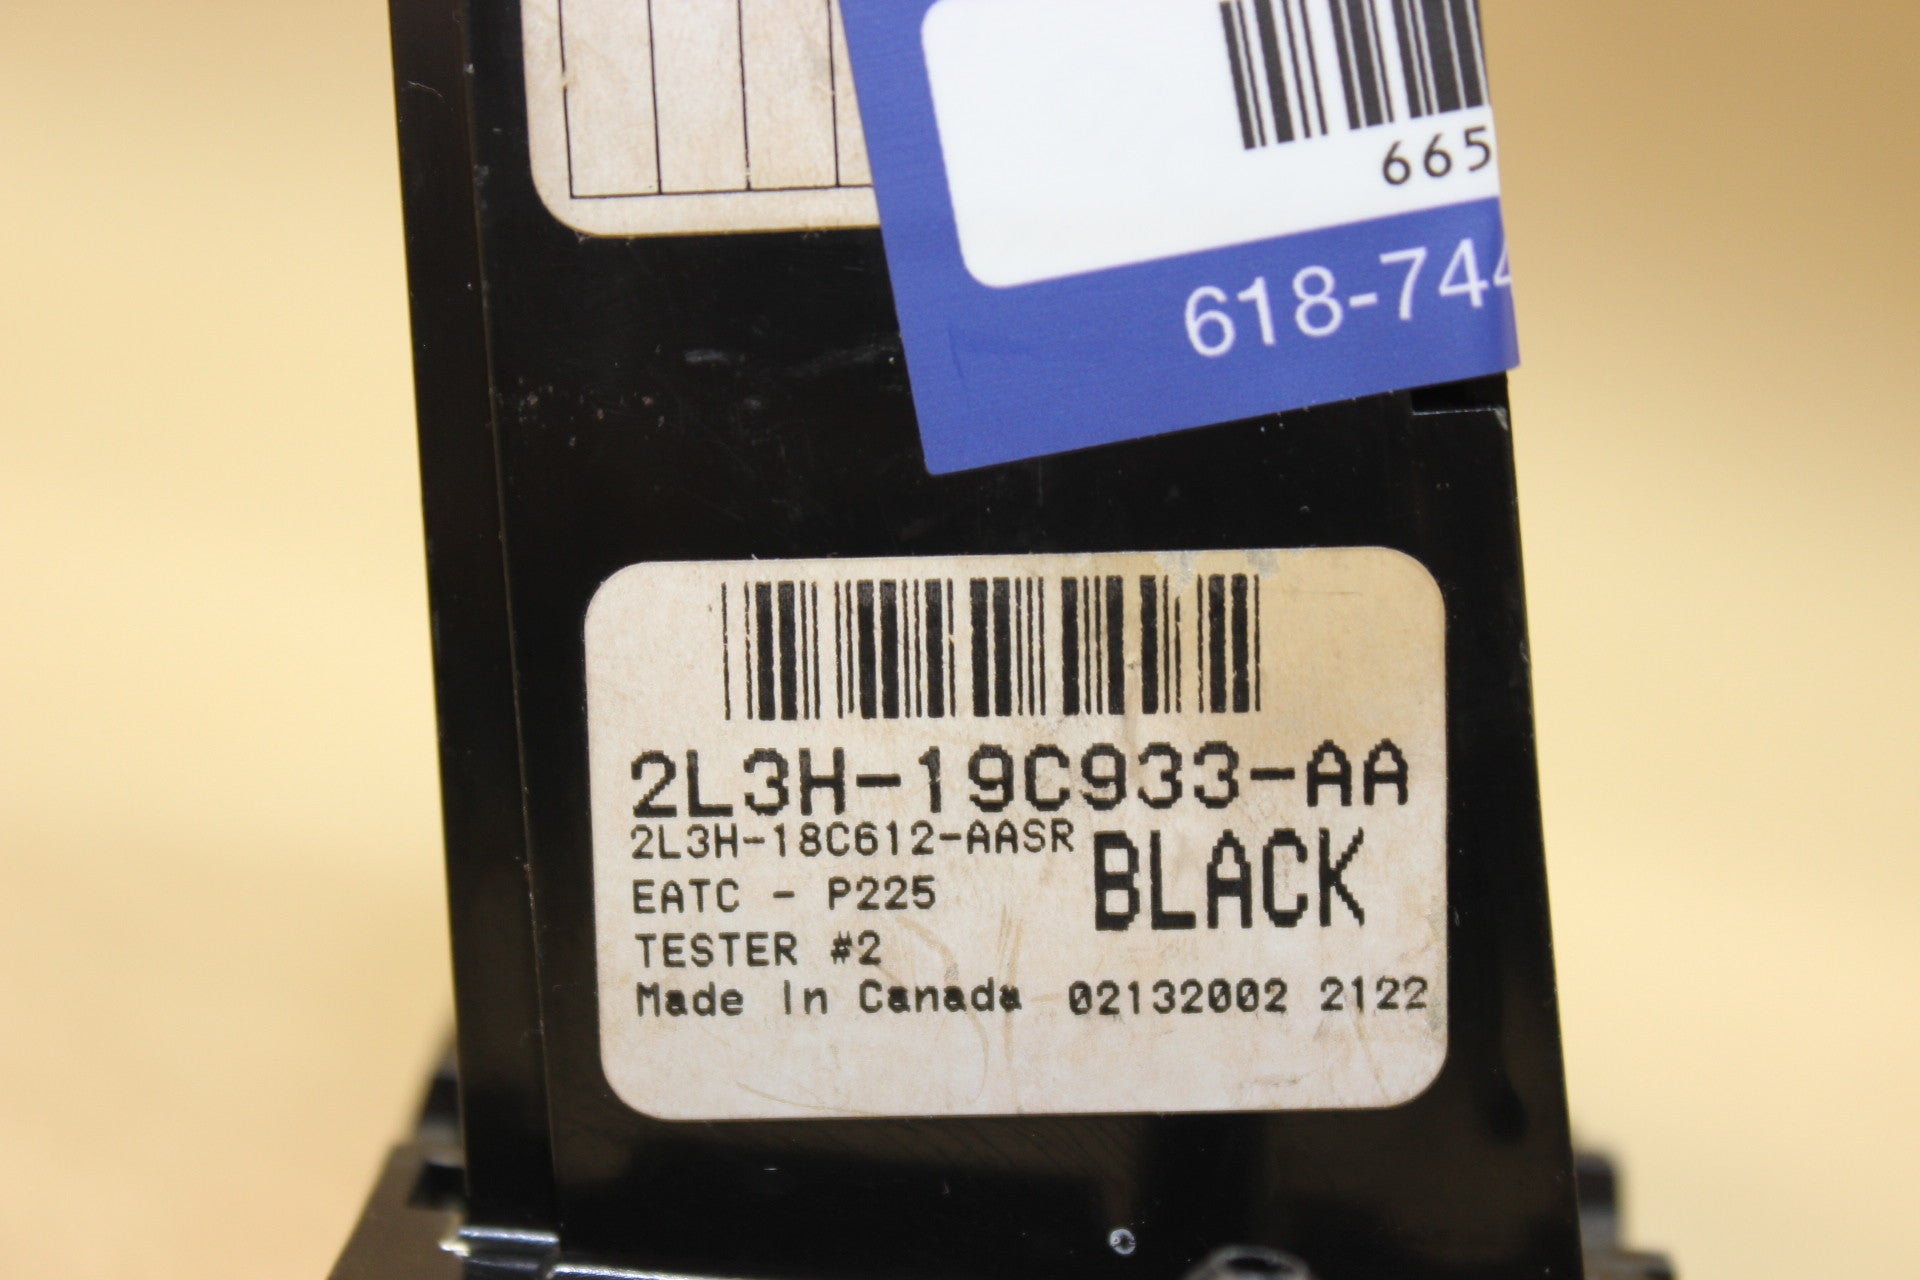 665
618-744
2L3H-19C933-AA
2L3H-18C612-AASR
BLACK
EATC - P225
TESTER #2
Made In Canada 02132002 2122